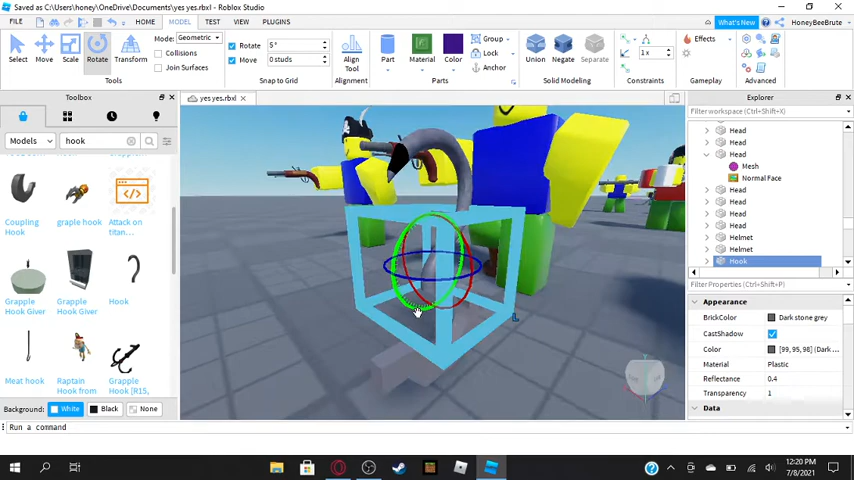 Saved as C:\Users\honey\OneDrive\Documents\yes yes.rbxl - Roblox Studio
FILE HOME MODEL TEST VIEW PLUGINS What's New HoneyBeeBrute
Select Move Scale Rotate Transform
Mode: Geometric
Collisions
Join Surfaces
Tools
Rotate 5°
Move 0 studs
Snap to Grid
Align Tool
Alignment
Part Material Color
Group
Lock
Anchor
Parts
Union Negate Separate
Solid Modeling
1x
Constraints
Effects
Gameplay
Advanced
Toolbox
Models hook
Coupling Hook
graple hook
Attack on titan...
Grapple Hook Giver
Grapple Hook Giver
Hook
Meat hook
Raptain Hook from
Grapple Hook [R15,
Background: White Black None
yes yes.rbxl
Explorer
Filter workspace (Ctrl+Shift+X)
Head
Head
Head
Mesh
Normal Face
Head
Head
Head
Head
Helmet
Helmet
Hook
Filter Properties (Ctrl+Shift+P)
Appearance
BrickColor Dark stone grey
CastShadow
Color [99, 95, 98] (Dark...
Material Plastic
Reflectance 0.4
Transparency 1
Data
Run a command
12:20 PM
7/8/2021